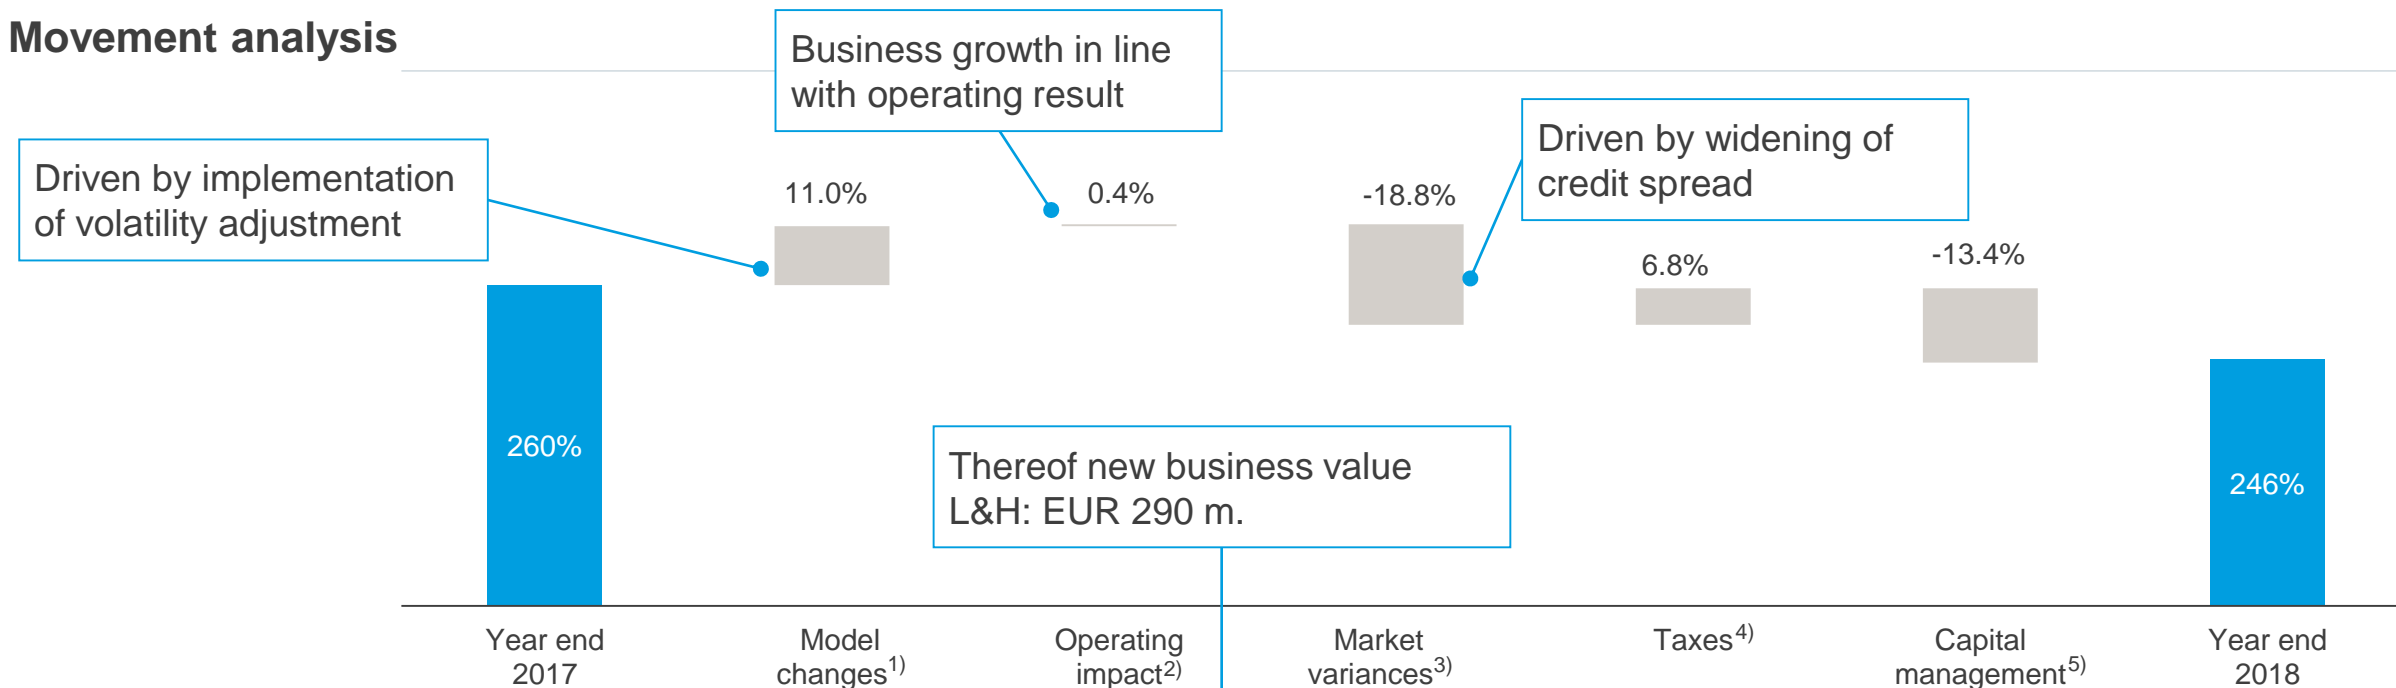 Movement analysis
Business growth in line
with operating result
Driven by widening of
credit spread
Driven by implementation
of volatility adjustment
11.0%
0.4%
-18.8%
6.8%
-13.4%
260%
Thereof new business value
L&H: EUR 290 m.
246%
Year end
2017
Model
changes1)
Operating
impact2)
Market
variances3)
Taxes4)
Capital
management5)
Year end
2018